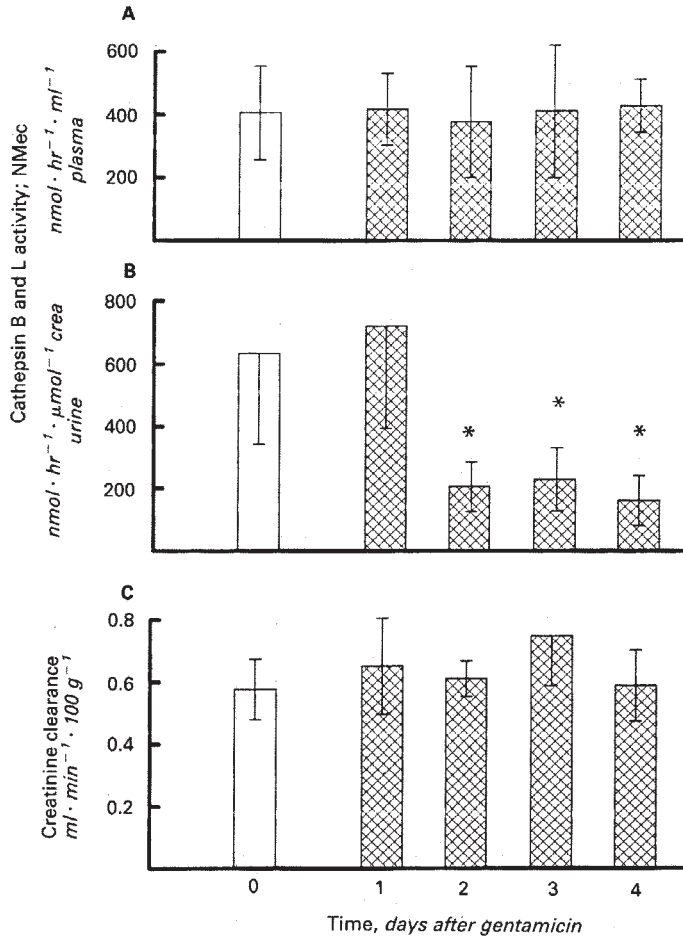 A
Cathepsin B and L activity; NMec
nmol · hr⁻¹ · ml⁻¹
plasma
600
400
200
B
nmol · hr⁻¹ · μmol⁻¹ crea
urine
800
600
400
200
*
*
*
C
Creatinine clearance
ml · min⁻¹ · 100 g⁻¹
0.8
0.6
0.4
0.2
0 1 2 3 4
Time, days after gentamicin